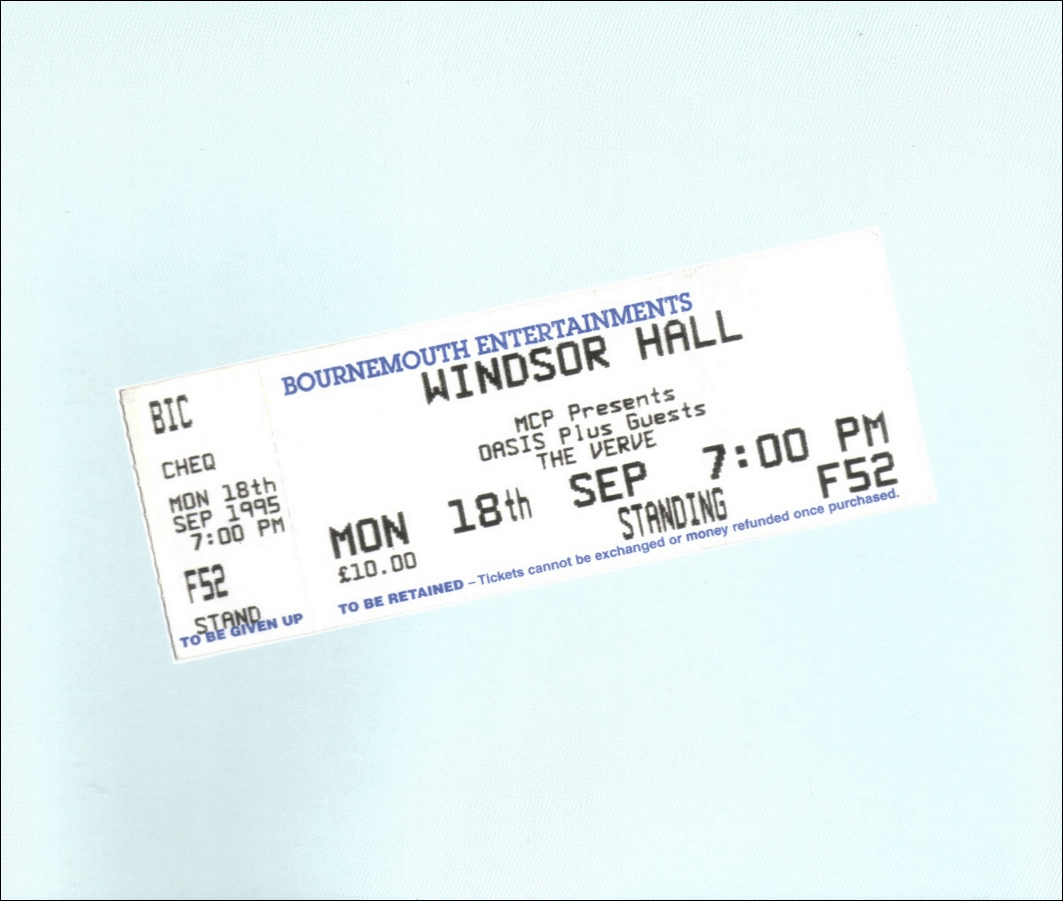 BIC
CHEQ
MON 18th
SEP 1995
7:00 PM
F52
STAND
TO BE GIVEN UP
BOURNEMOUTH ENTERTAINMENTS
WINDSOR HALL
MCP Presents
OASIS Plus Guests
THE VERVE
MON 18th SEP 7:00 PM
£10.00 STANDING F52
TO BE RETAINED – Tickets cannot be exchanged or money refunded once purchased.